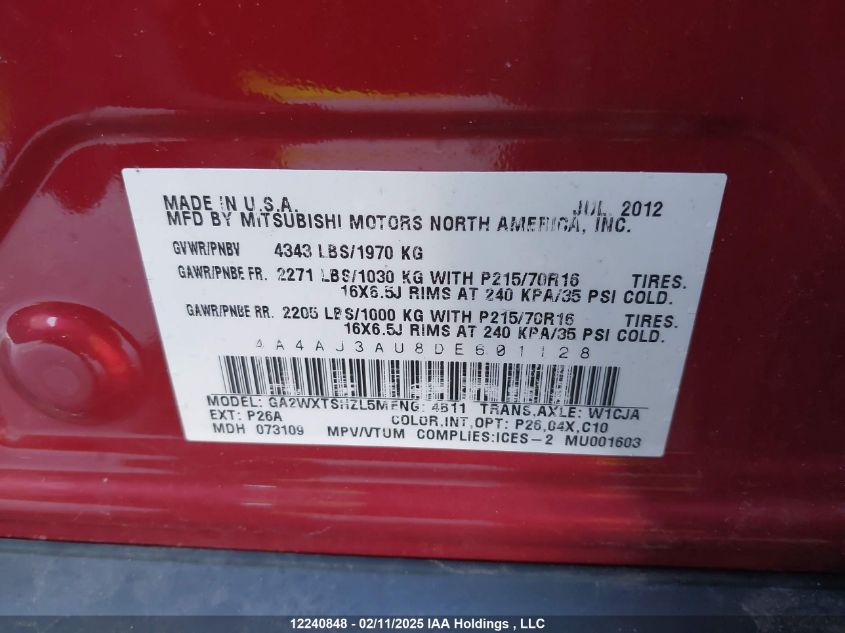 MADE IN U.S.A. JUL. 2012
MFD BY MITSUBISHI MOTORS NORTH AMERICA, INC.
GVWR/PNBV 4343 LBS/1970 KG
GAWR/PNBE FR. 2271 LBS/1030 KG WITH P215/70R16 TIRES.
16X6.5J RIMS AT 240 KPA/35 PSI COLD.
GAWR/PNBE RR. 2205 LBS/1000 KG WITH P215/70R16 TIRES.
16X6.5J RIMS AT 240 KPA/35 PSI COLD.
4A4AJ3AU8DE601128
MODEL: GA2WXTSHZL5M ENG: 4B11 TRANS,AXLE: W1CJA
EXT: P26A COLOR,INT,OPT: P26,04X,C10
MDH 073109 MPV/VTUM COMPLIES:ICES-2 MU001603
12240848 - 02/11/2025 IAA Holdings , LLC